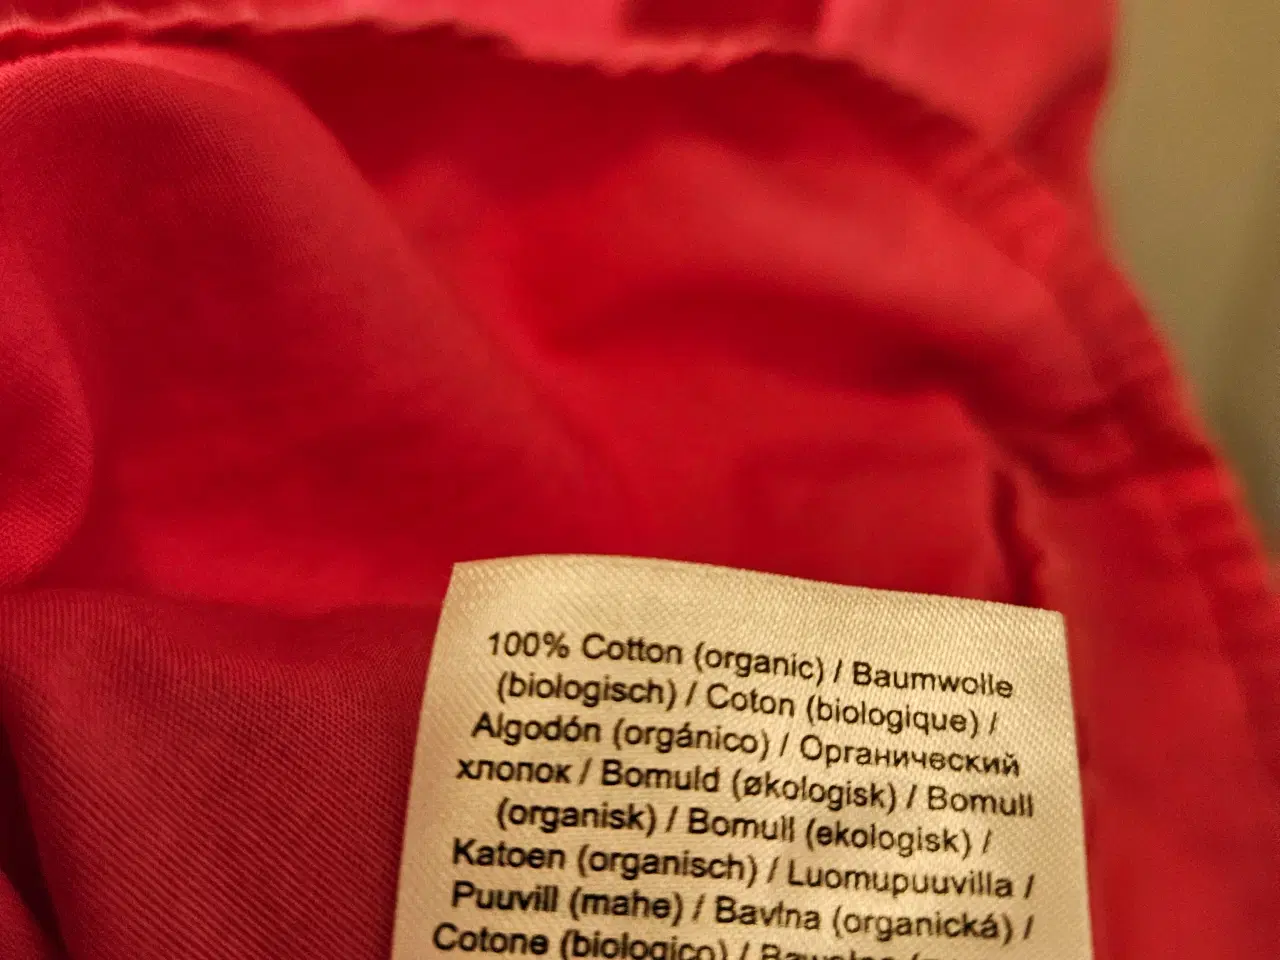 100% Cotton (organic) / Baumwolle
(biologisch) / Coton (biologique) /
Algodón (orgánico) / Органический
хлопок / Bomuld (økologisk) / Bomull
(organisk) / Bomull (ekologisk) /
Katoen (organisch) / Luomupuuvilla /
Puuvill (mahe) / Bavlna (organická) /
Cotone (biologico) /